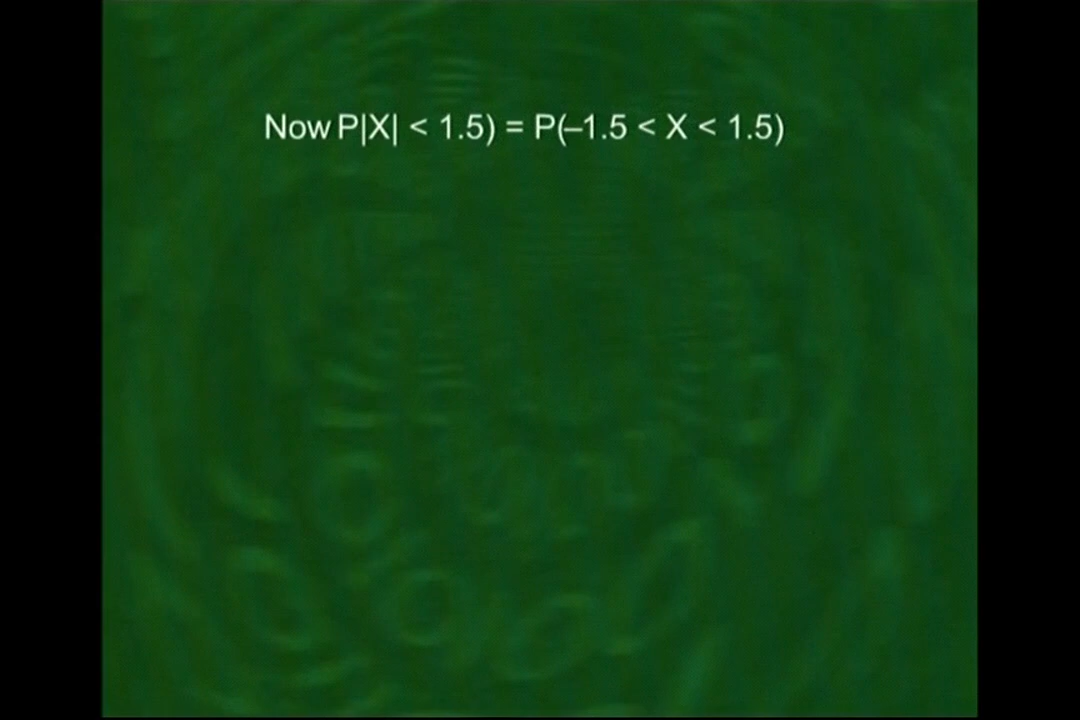 Now P|X| < 1.5) = P(–1.5 < X < 1.5)